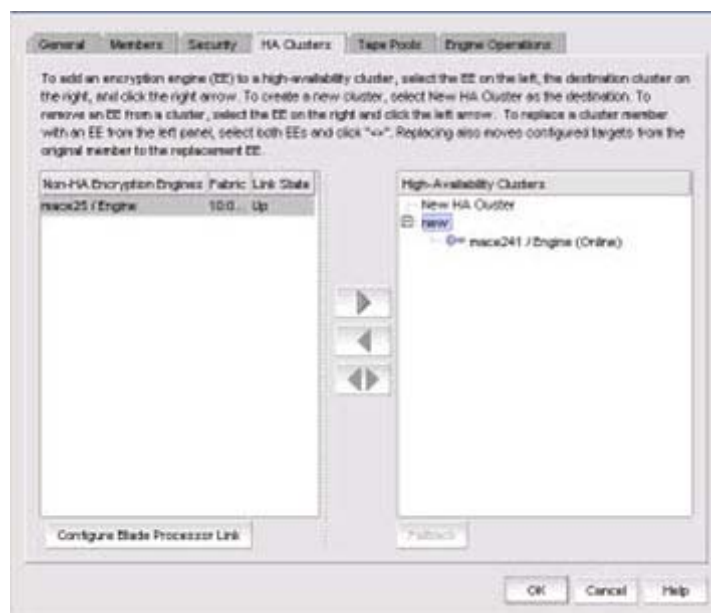 General Members Security HA Clusters Tape Pools Engine Operations
To add an encryption engine (EE) to a high-availability cluster, select the EE on the left, the destination cluster on
the right, and click the right arrow. To create a new cluster, select New HA Cluster as the destination. To
remove an EE from a cluster, select the EE on the right and click the left arrow. To replace a cluster member
with an EE from the left panel, select both EEs and click "<>". Replacing also moves configured targets from the
original member to the replacement EE.
Non-HA Encryption Engines Fabric Link State
mace25 / Engine 10:0... Up
High-Availability Clusters
New HA Cluster
new
mace241 / Engine (Online)
Configure Blade Processor Link
Failback
OK Cancel Help